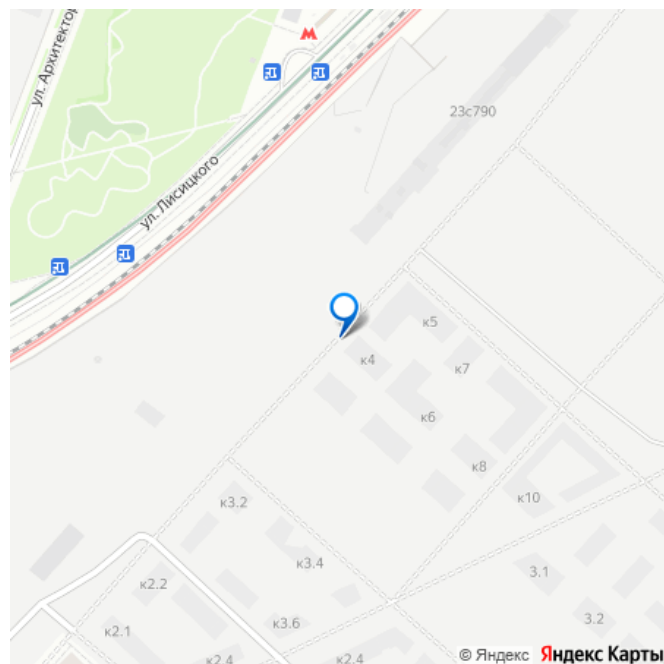 ул. Архитектор
23с790
ул. Лисицкого
к5
к4
к7
к6
к8
к3.2
к10
к3.4
3.1
к2.2
3.2
к3.6
к2.1
к2.4
к2.4
© Яндекс Яндекс Карты